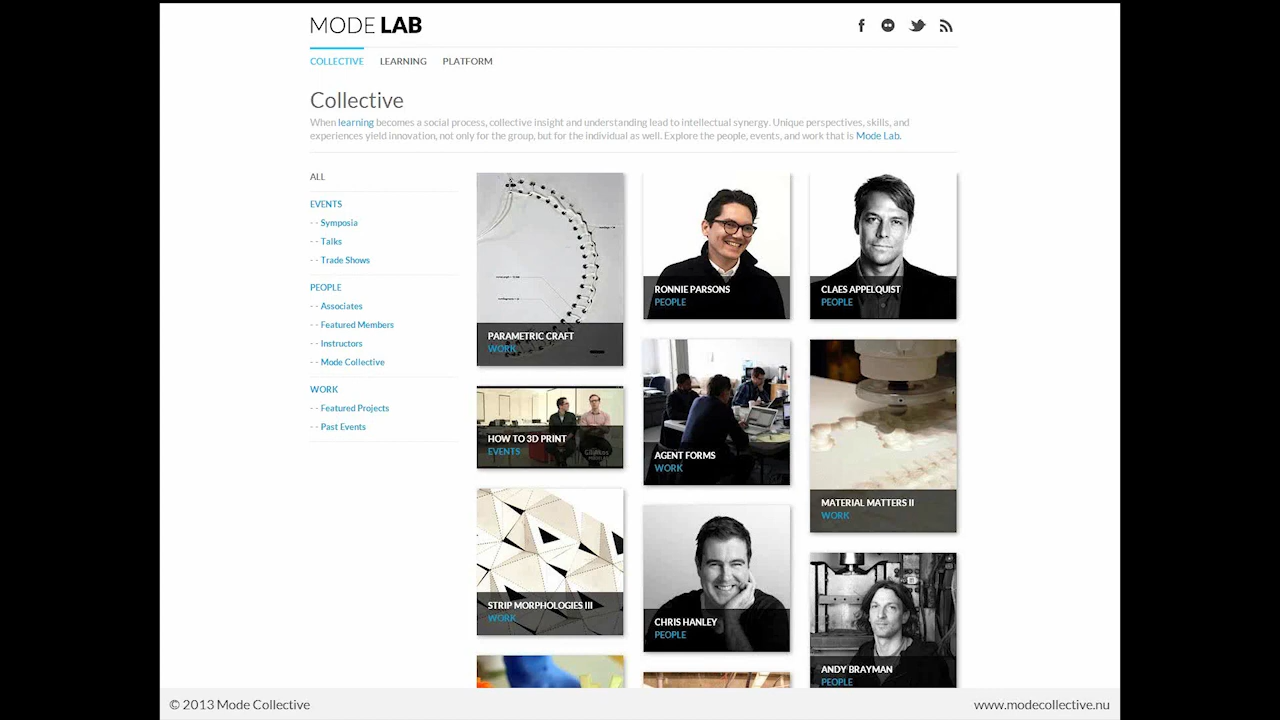 MODE LAB
COLLECTIVE LEARNING PLATFORM
Collective
When learning becomes a social process, collective insight and understanding lead to intellectual synergy. Unique perspectives, skills, and
experiences yield innovation, not only for the group, but for the individual as well. Explore the people, events, and work that is Mode Lab.
ALL
EVENTS
- - Symposia
- - Talks
- - Trade Shows
PEOPLE
- - Associates
- - Featured Members
- - Instructors
- - Mode Collective
WORK
- - Featured Projects
- - Past Events
PARAMETRIC CRAFT
WORK
HOW TO 3D PRINT
EVENTS
STRIP MORPHOLOGIES III
WORK
RONNIE PARSONS
PEOPLE
AGENT FORMS
WORK
CHRIS HANLEY
PEOPLE
CLAES APPELQUIST
PEOPLE
MATERIAL MATTERS II
WORK
ANDY BRAYMAN
PEOPLE
© 2013 Mode Collective
www.modecollective.nu